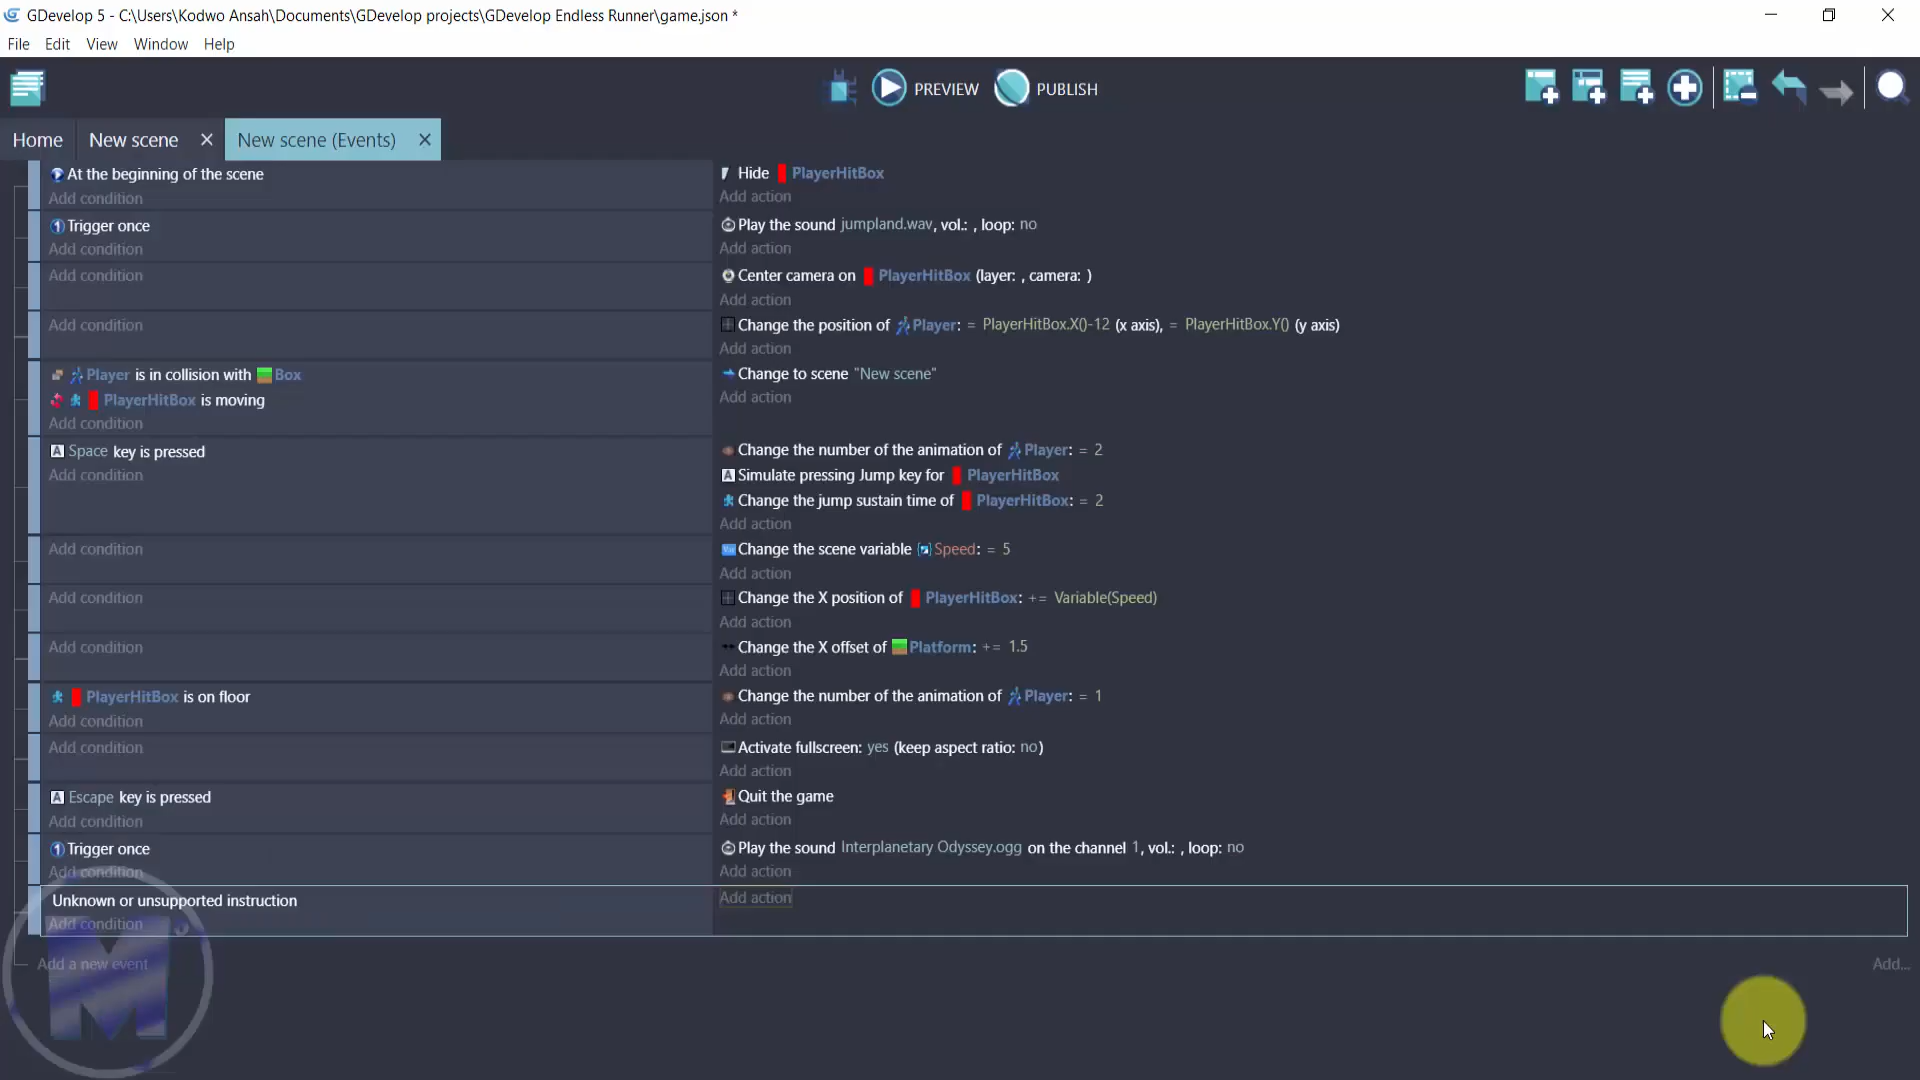 GDevelop 5 - C:\Users\Kodwo Ansah\Documents\GDevelop projects\GDevelop Endless Runner\game.json *
File Edit View Window Help
PREVIEW PUBLISH
Home New scene New scene (Events)
At the beginning of the scene
Add condition
Hide PlayerHitBox
Add action
Trigger once
Add condition
Play the sound jumpland.wav, vol.: , loop: no
Add action
Add condition
Center camera on PlayerHitBox (layer: , camera: )
Add action
Add condition
Change the position of Player: = PlayerHitBox.X()-12 (x axis), = PlayerHitBox.Y() (y axis)
Add action
Player is in collision with Box
PlayerHitBox is moving
Add condition
Change to scene "New scene"
Add action
A Space key is pressed
Add condition
Change the number of the animation of Player: = 2
A Simulate pressing Jump key for PlayerHitBox
Change the jump sustain time of PlayerHitBox: = 2
Add action
Add condition
Change the scene variable Speed: = 5
Add action
Add condition
Change the X position of PlayerHitBox: += Variable(Speed)
Add action
Add condition
Change the X offset of Platform: += 1.5
Add action
PlayerHitBox is on floor
Add condition
Change the number of the animation of Player: = 1
Add action
Add condition
Activate fullscreen: yes (keep aspect ratio: no)
Add action
A Escape key is pressed
Add condition
Quit the game
Add action
Trigger once
Add condition
Play the sound Interplanetary Odyssey.ogg on the channel 1, vol.: , loop: no
Add action
Unknown or unsupported instruction
Add condition
Add action
Add a new event
Add...
M